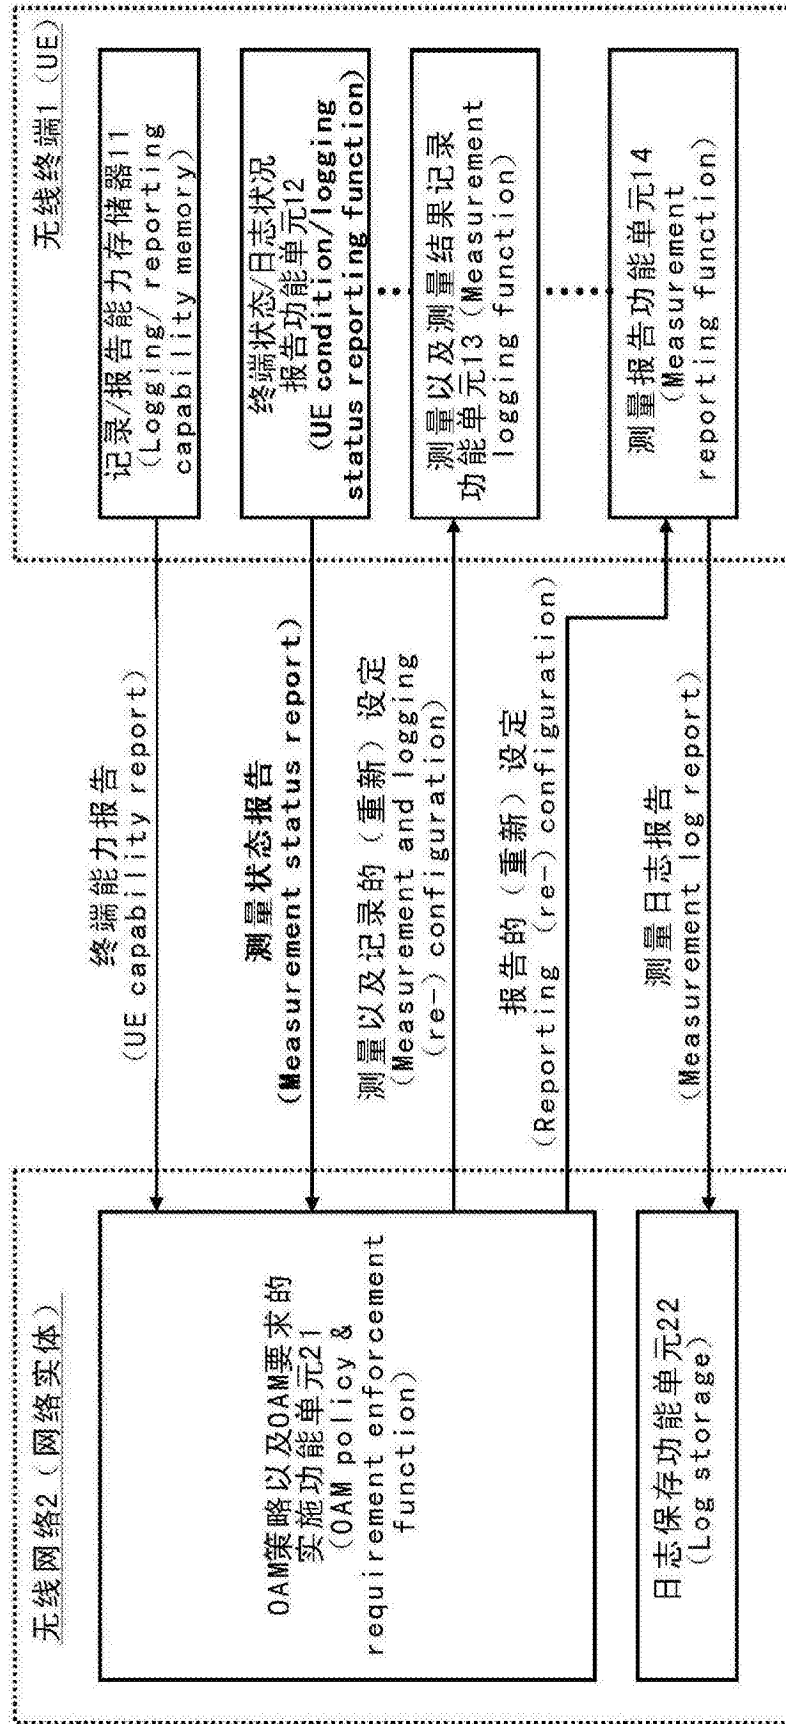 无线网络2（网络实体）
OAM策略以及OAM要求的
实施功能单元21
(OAM policy &
requirement enforcement
function)
日志保存功能单元22
(Log storage)
终端能力报告
(UE capability report)
测量状态报告
(Measurement status report)
测量以及记录的（重新）设定
(Measurement and logging
(re-) configuration)
报告的（重新）设定
(Reporting (re-) configuration)
测量日志报告
(Measurement log report)
无线终端1（UE）
记录/报告能力存储器11
(Logging/ reporting
capability memory)
终端状态/日志状况
报告功能单元12
(UE condition/logging
status reporting function)
测量以及测量结果记录
功能单元13 (Measurement
logging function)
测量报告功能单元14
(Measurement
reporting function)